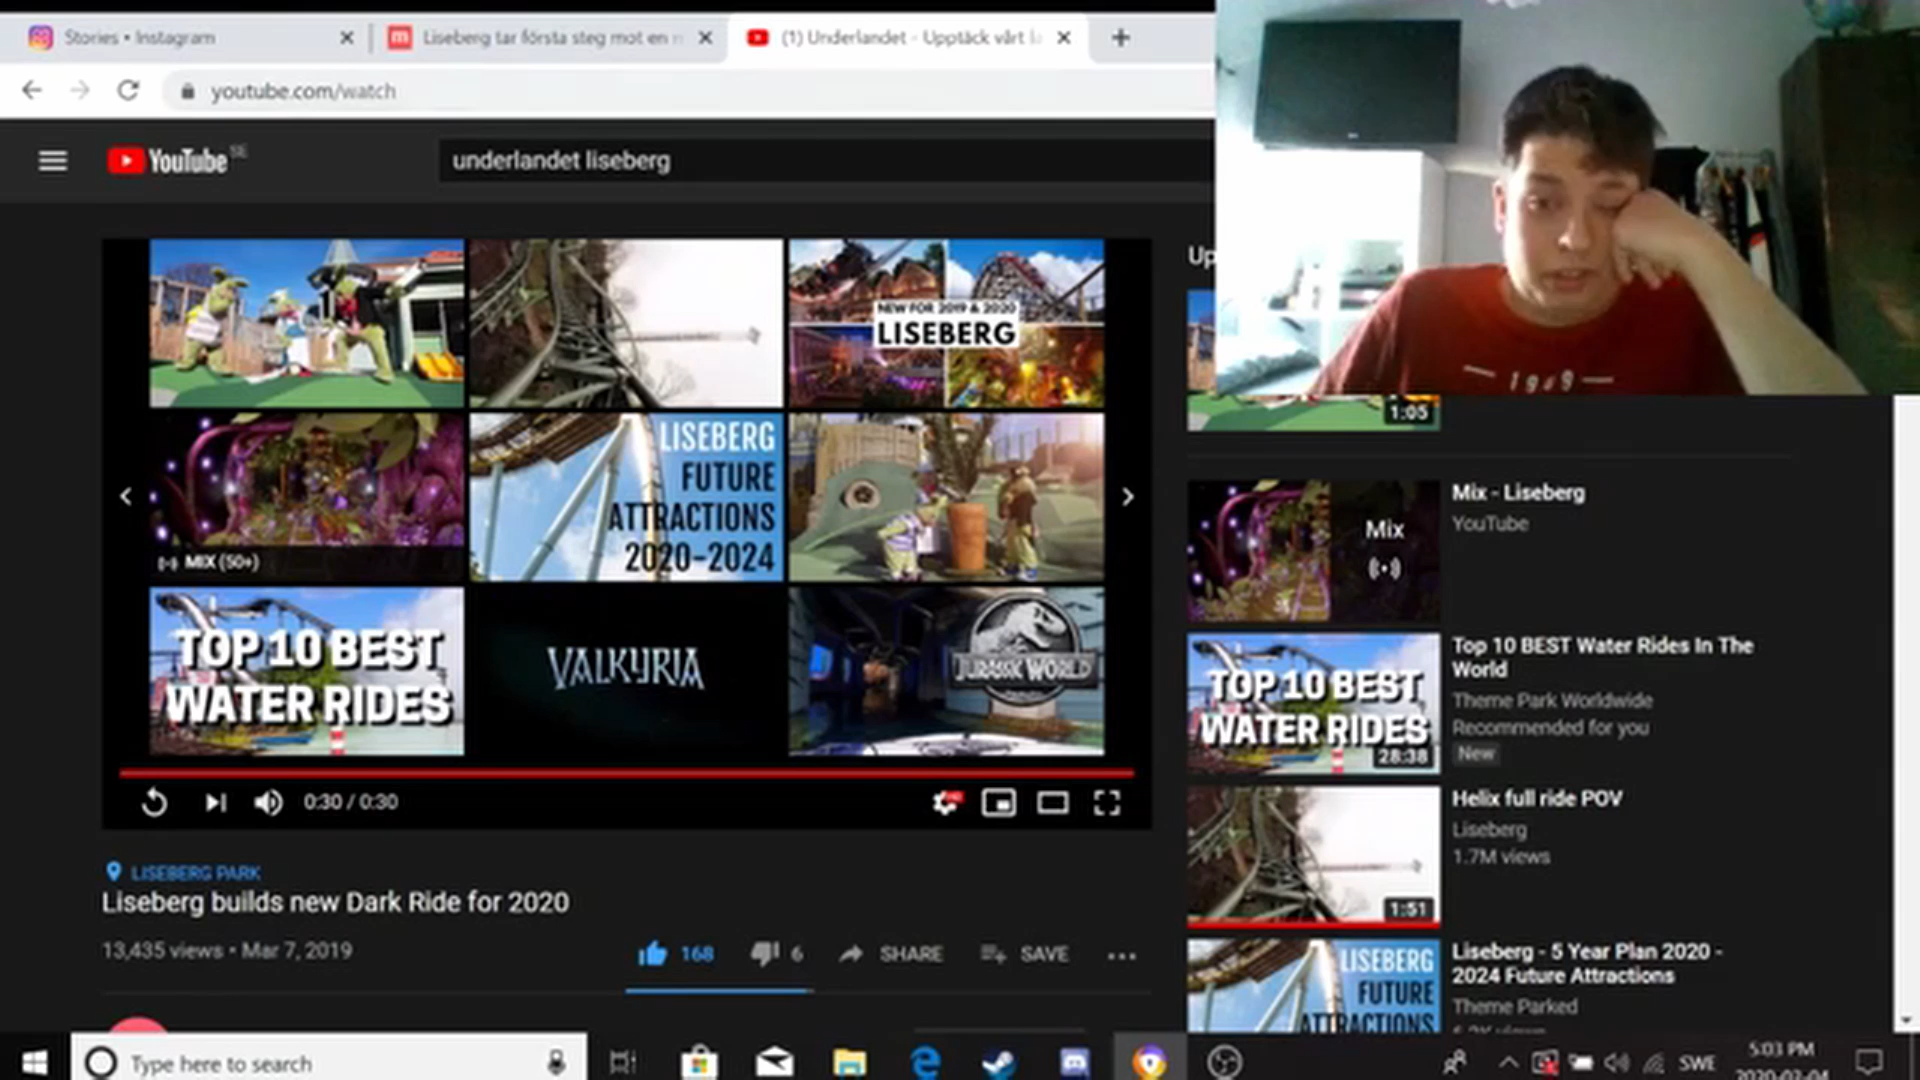 Stories • Instagram
Liseberg tar första steg mot en n
(1) Underlandet - Upptäck vårt
youtube.com/watch
YouTube SE
underlandet liseberg
NEW FOR 2019 & 2020
LISEBERG
MIX (50+)
LISEBERG
FUTURE
ATTRACTIONS
2020-2024
TOP 10 BEST
WATER RIDES
VALKYRIA
JURASSIC WORLD
0:30 / 0:30
LISEBERG PARK
Liseberg builds new Dark Ride for 2020
13,435 views • Mar 7, 2019
168
6
SHARE
SAVE
Up
1:05
Mix
Mix - Liseberg
YouTube
TOP 10 BEST
WATER RIDES
28:38
Top 10 BEST Water Rides In The
World
Theme Park Worldwide
Recommended for you
New
1:51
Helix full ride POV
Liseberg
1.7M views
LISEBERG
FUTURE
ATTRACTIONS
Liseberg - 5 Year Plan 2020 -
2024 Future Attractions
Theme Parked
1969
Type here to search
SWE
5:03 PM